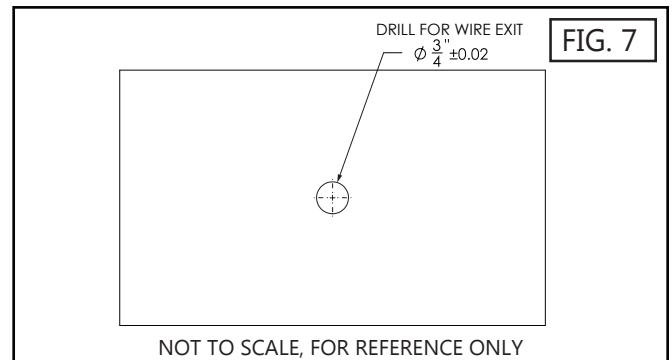 DRILL FOR WIRE EXIT
FIG. 7
⌀ 3/4" ±0.02
NOT TO SCALE, FOR REFERENCE ONLY